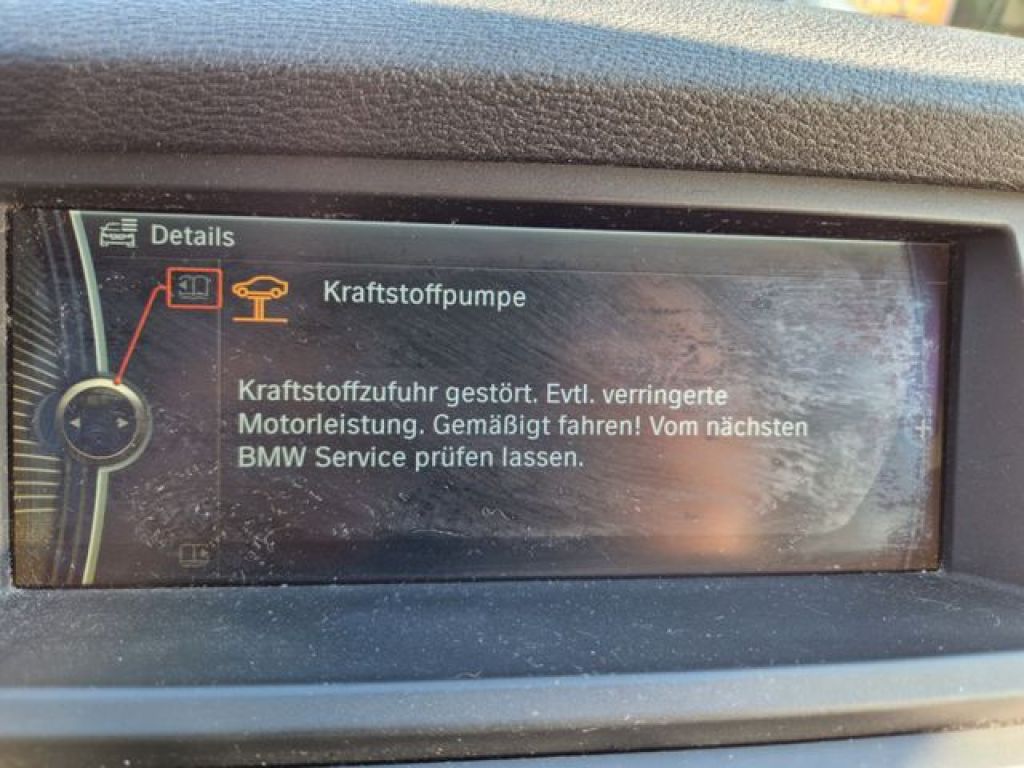 Details
Kraftstoffpumpe
Kraftstoffzufuhr gestört. Evtl. verringerte
Motorleistung. Gemäßigt fahren! Vom nächsten
BMW Service prüfen lassen.